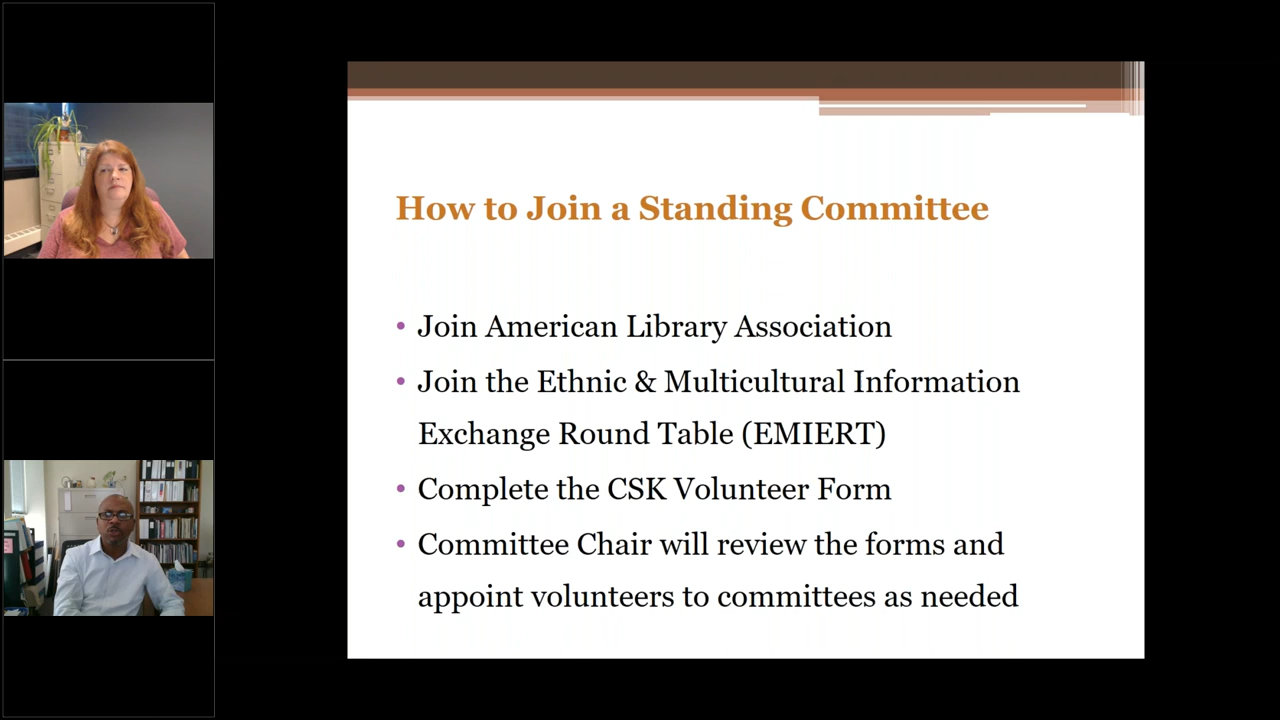 How to Join a Standing Committee
• Join American Library Association
• Join the Ethnic & Multicultural Information
Exchange Round Table (EMIERT)
• Complete the CSK Volunteer Form
• Committee Chair will review the forms and
appoint volunteers to committees as needed